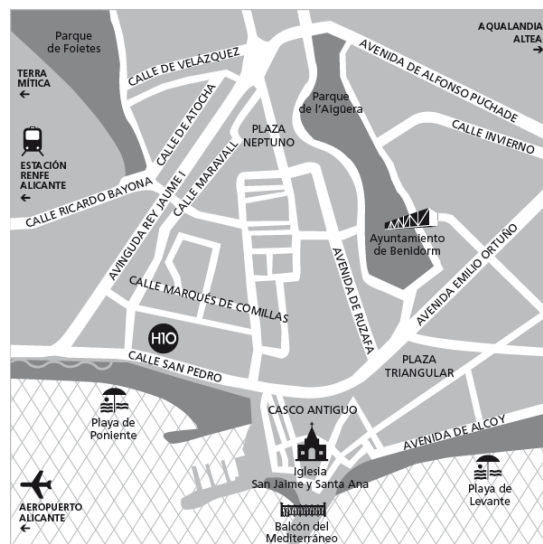 Parque
de Foietes
AQUALANDIA
ALTEA
CALLE DE VELÁZQUEZ
AVENIDA DE ALFONSO PUCHADE
TERRA
MÍTICA
Parque
de l'Aigüera
CALLE DE ATOCHA
PLAZA
NEPTUNO
CALLE INVIERNO
ESTACIÓN
RENFE
ALICANTE
CALLE MARAVALL
CALLE RICARDO BAYONA
AVINGUDA REY JAUME I
Ayuntamiento
de Benidorm
AVENIDA EMILIO ORTUÑO
AVENIDA DE RUZAFA
CALLE MARQUÉS DE COMILLAS
H10
CALLE SAN PEDRO
PLAZA
TRIANGULAR
CASCO ANTIGUO
Playa de
Poniente
AVENIDA DE ALCOY
Iglesia
San Jaime y Santa Ana
Playa de
Levante
AEROPUERTO
ALICANTE
Balcón del
Mediterráneo